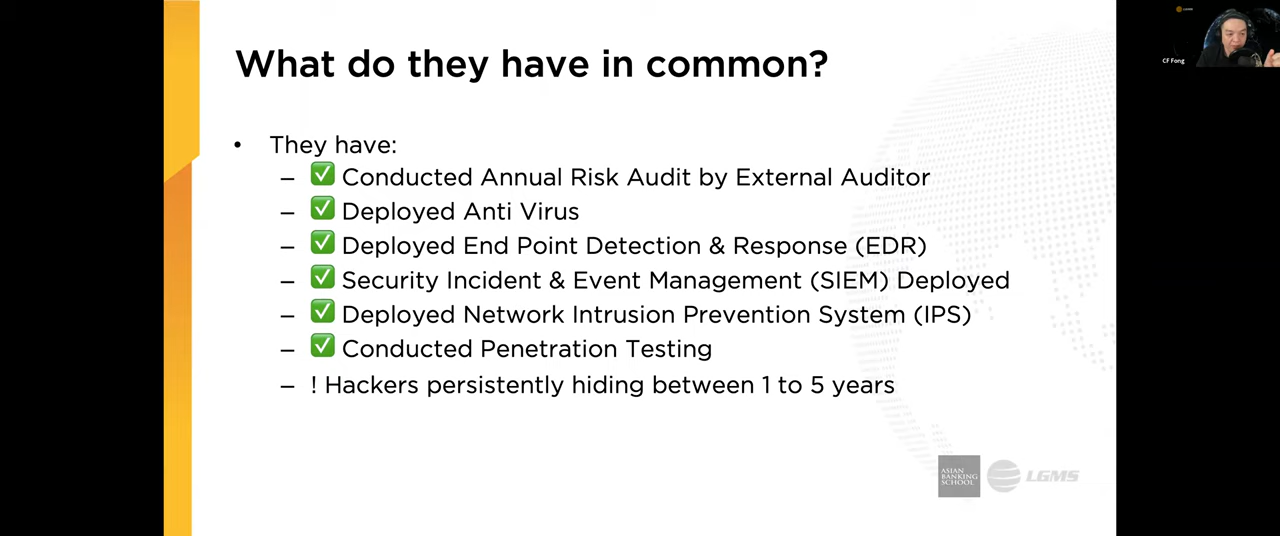 What do they have in common?
• They have:
– ✅ Conducted Annual Risk Audit by External Auditor
– ✅ Deployed Anti Virus
– ✅ Deployed End Point Detection & Response (EDR)
– ✅ Security Incident & Event Management (SIEM) Deployed
– ✅ Deployed Network Intrusion Prevention System (IPS)
– ✅ Conducted Penetration Testing
– ! Hackers persistently hiding between 1 to 5 years
ASIAN
BANKING
SCHOOL
LGMS
LGMS
CF Fong